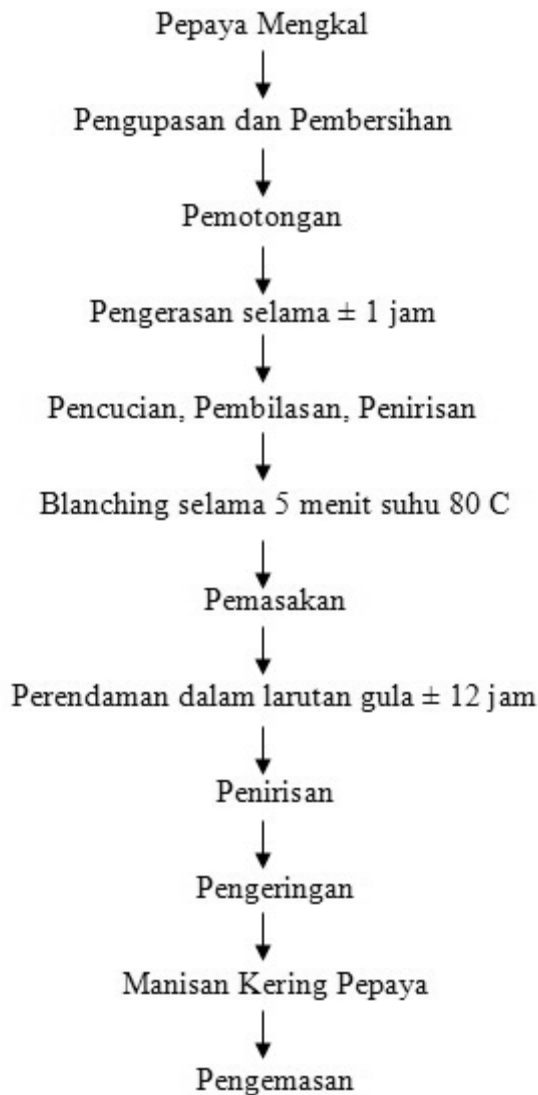 Pepaya Mengkal
Pengupasan dan Pembersihan
Pemotongan
Pengerasan selama ± 1 jam
Pencucian, Pembilasan, Penirisan
Blanching selama 5 menit suhu 80 C
Pemasakan
Perendaman dalam larutan gula ± 12 jam
Penirisan
Pengeringan
Manisan Kering Pepaya
Pengemasan